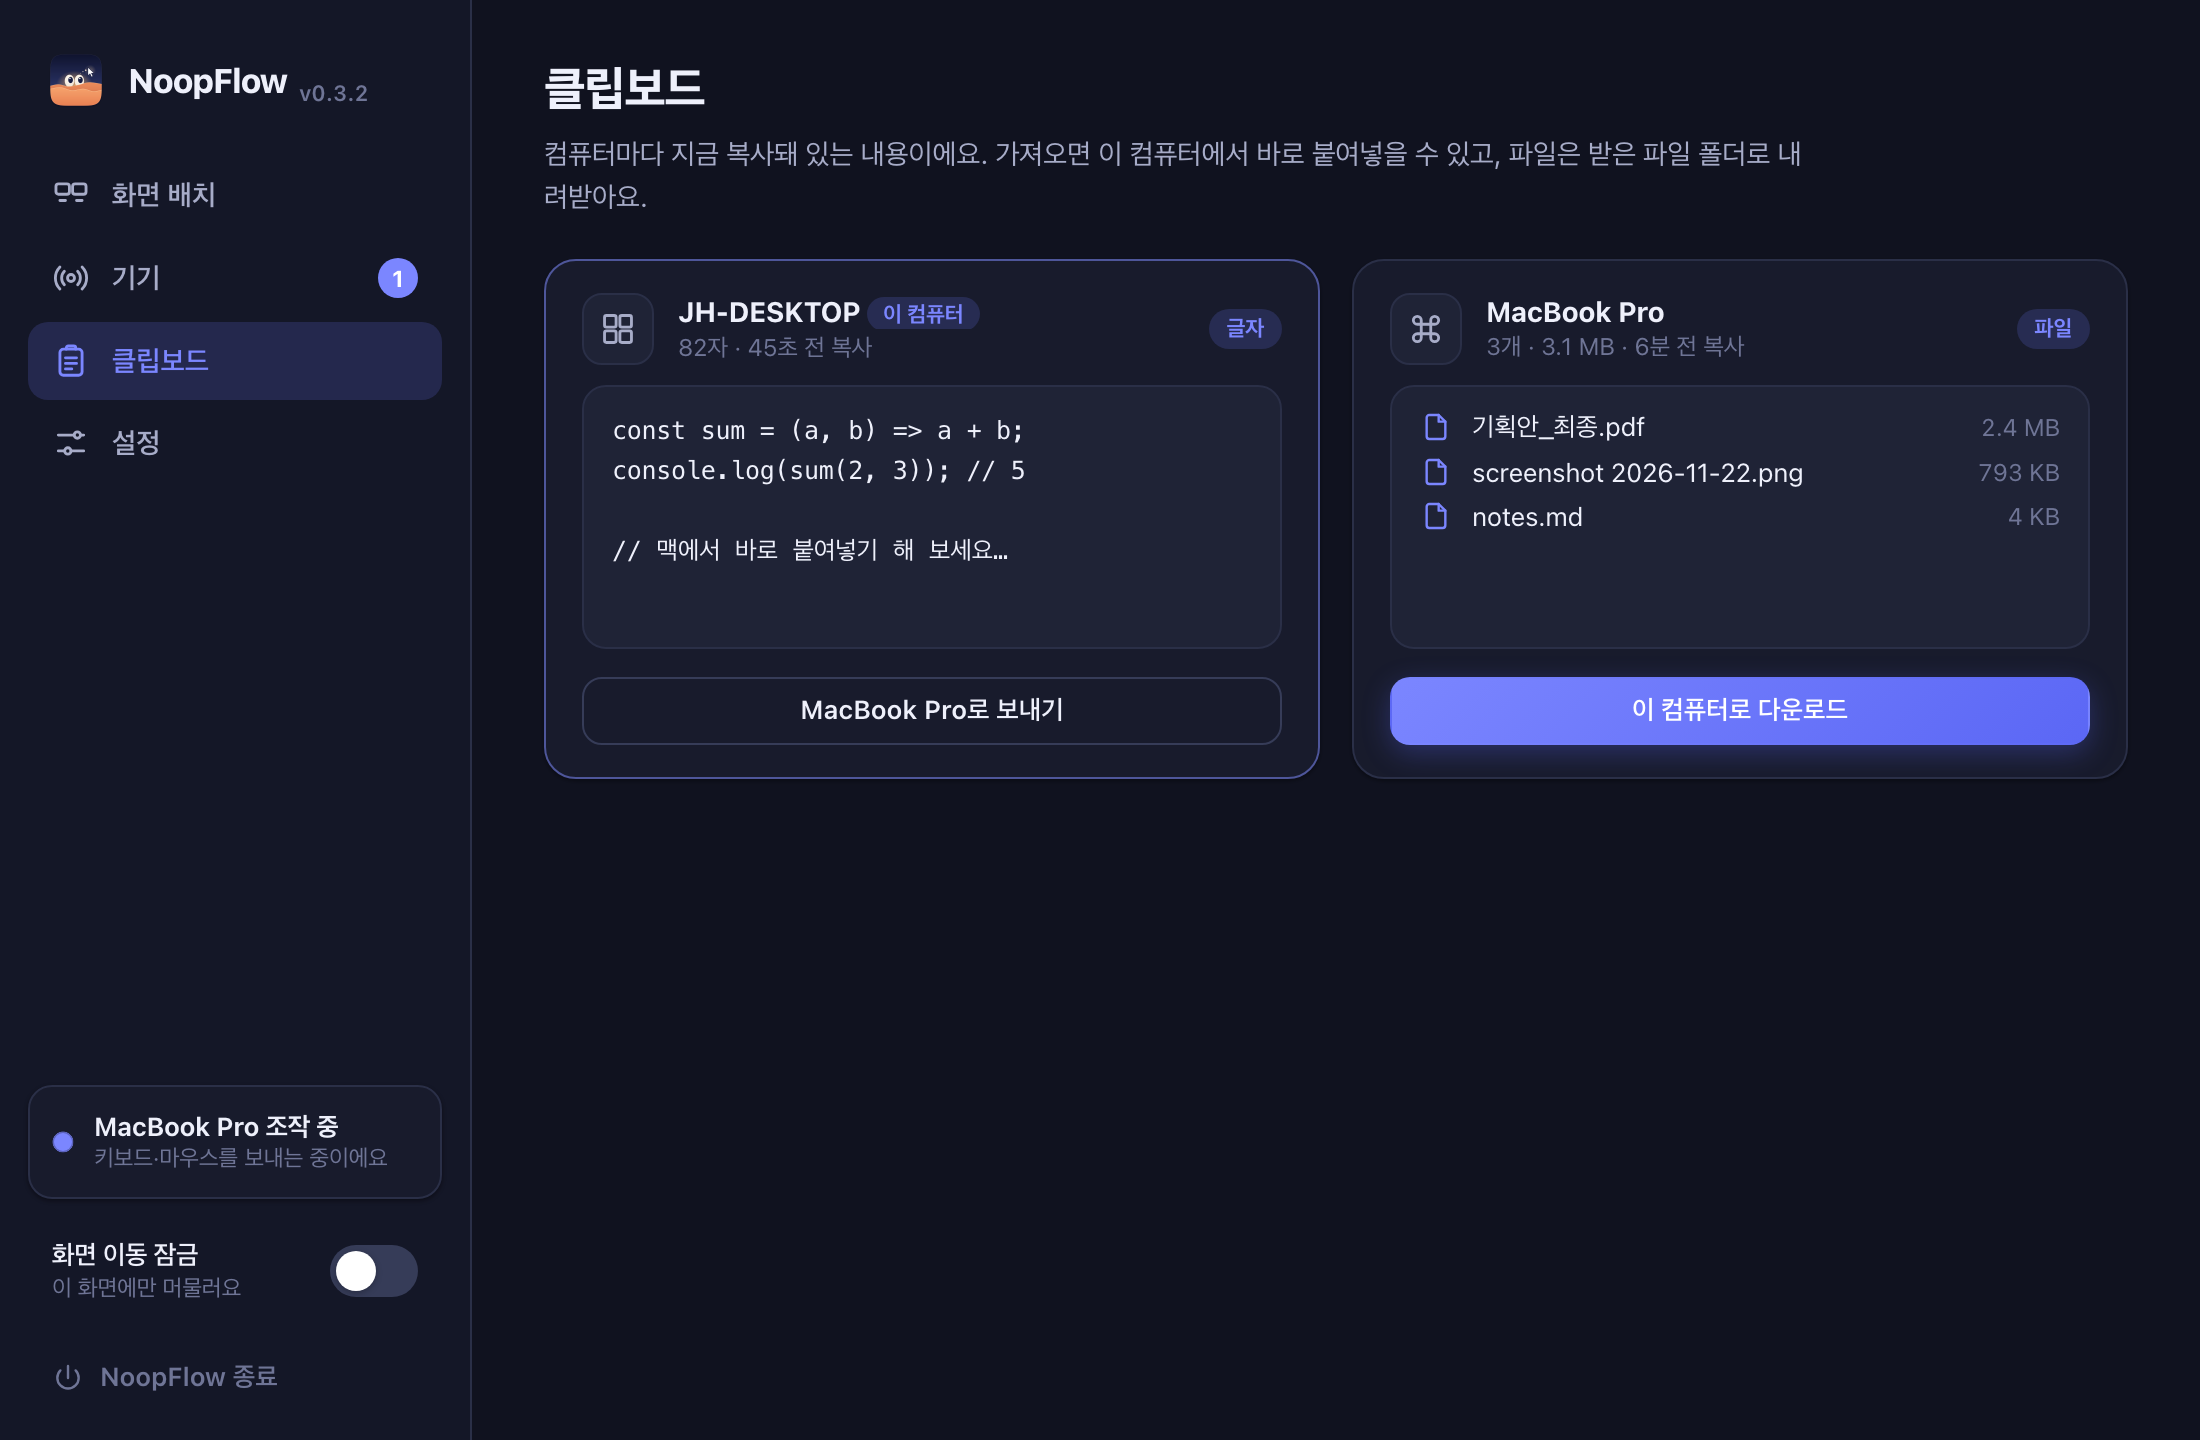 NoopFlow v0.3.2
화면 배치
기기 1
클립보드
설정
MacBook Pro 조작 중
키보드·마우스를 보내는 중이에요
화면 이동 잠금
이 화면에만 머물러요
NoopFlow 종료
클립보드
컴퓨터마다 지금 복사돼 있는 내용이에요. 가져오면 이 컴퓨터에서 바로 붙여넣을 수 있고, 파일은 받은 파일 폴더로 내
려받아요.
JH-DESKTOP 이 컴퓨터
82자 · 45초 전 복사
글자
const sum = (a, b) => a + b;
console.log(sum(2, 3)); // 5
// 맥에서 바로 붙여넣기 해 보세요…
MacBook Pro로 보내기
MacBook Pro
3개 · 3.1 MB · 6분 전 복사
파일
기획안_최종.pdf 2.4 MB
screenshot 2026-11-22.png 793 KB
notes.md 4 KB
이 컴퓨터로 다운로드